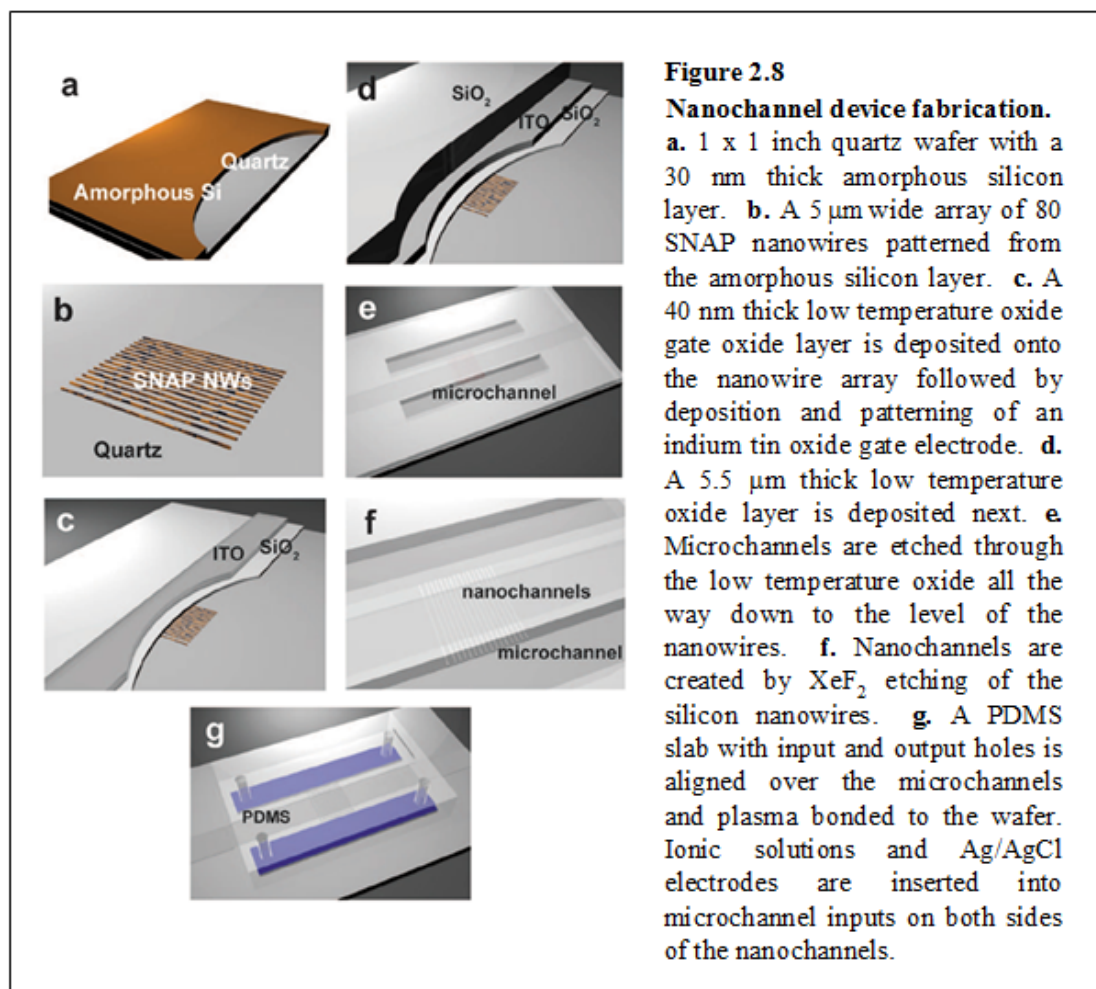 a
Quartz
Amorphous Si
b
SNAP NWs
Quartz
c
ITO
SiO₂
d
SiO₂
ITO
SiO₂
e
microchannel
f
nanochannels
microchannel
g
PDMS
Figure 2.8
Nanochannel device fabrication.
a. 1 x 1 inch quartz wafer with a
30 nm thick amorphous silicon
layer. b. A 5 µm wide array of 80
SNAP nanowires patterned from
the amorphous silicon layer. c. A
40 nm thick low temperature oxide
gate oxide layer is deposited onto
the nanowire array followed by
deposition and patterning of an
indium tin oxide gate electrode. d.
A 5.5 µm thick low temperature
oxide layer is deposited next. e.
Microchannels are etched through
the low temperature oxide all the
way down to the level of the
nanowires. f. Nanochannels are
created by XeF₂ etching of the
silicon nanowires. g. A PDMS
slab with input and output holes is
aligned over the microchannels
and plasma bonded to the wafer.
Ionic solutions and Ag/AgCl
electrodes are inserted into
microchannel inputs on both sides
of the nanochannels.